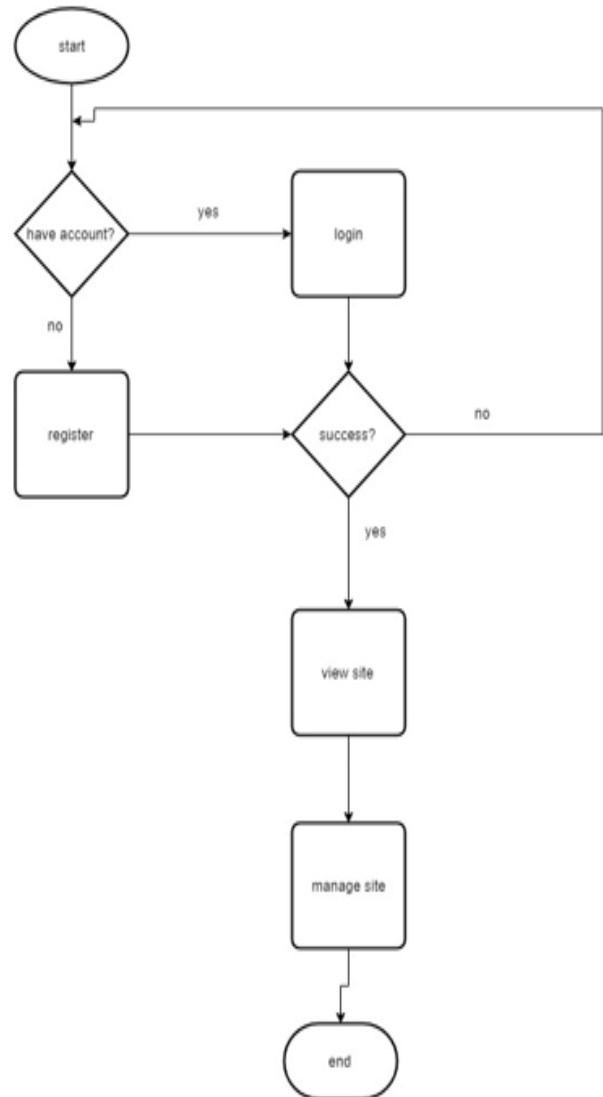 start
have account?
yes
login
no
register
success?
no
yes
view site
manage site
end